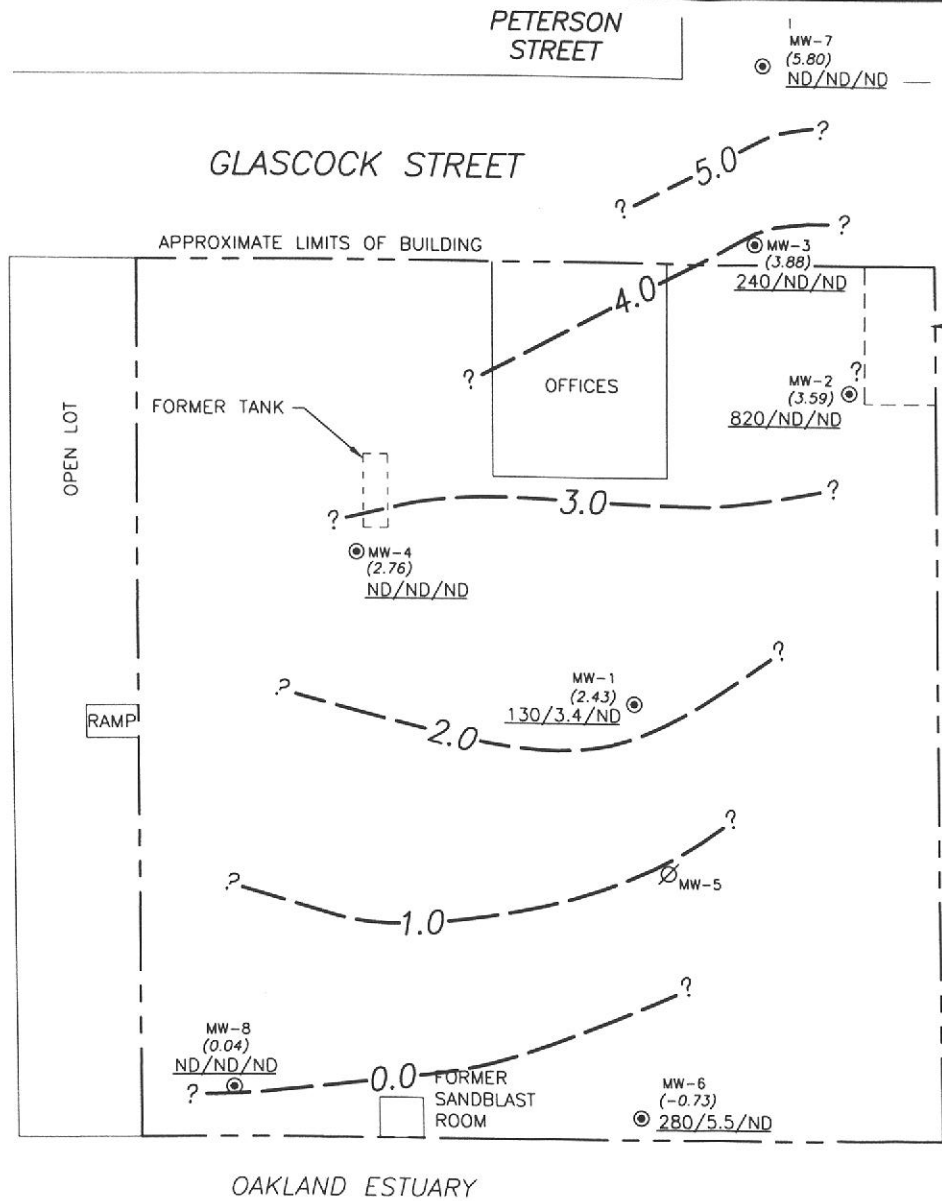 PETERSON
STREET
MW-7
(5.80)
ND/ND/ND
GLASCOCK STREET
?
5.0
?
APPROXIMATE LIMITS OF BUILDING
?
MW-3
(3.88)
240/ND/ND
4.0
?
OFFICES
MW-2
(3.59)
820/ND/ND
?
FORMER TANK
OPEN LOT
?
3.0
?
MW-4
(2.76)
ND/ND/ND
?
MW-1
(2.43)
130/3.4/ND
?
2.0
RAMP
?
MW-5
?
1.0
?
MW-8
(0.04)
ND/ND/ND
?
0.0
FORMER
SANDBLAST
ROOM
MW-6
(-0.73)
280/5.5/ND
OAKLAND ESTUARY